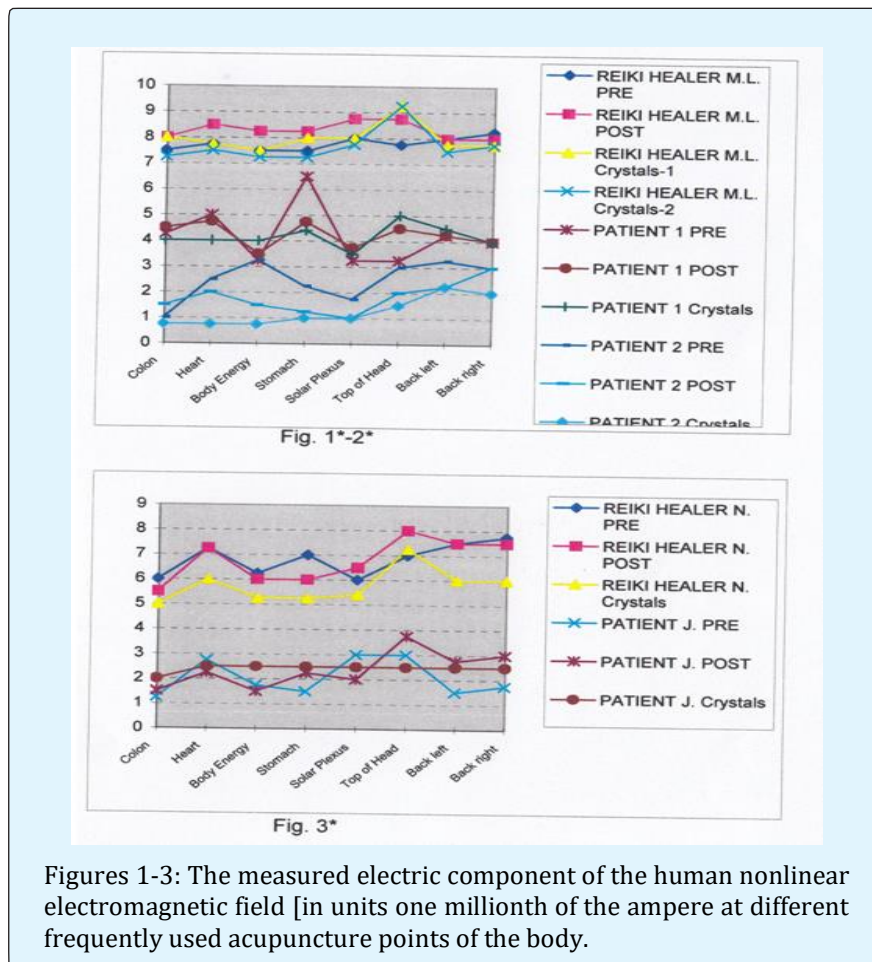 10
9
8
7
6
5
4
3
2
1
0
Colon
Heart
Body Energy
Stomach
Solar Plexus
Top of Head
Back left
Back right
REIKI HEALER M.L.
PRE
REIKI HEALER M.L.
POST
REIKI HEALER M.L.
Crystals-1
REIKI HEALER M.L.
Crystals-2
PATIENT 1 PRE
PATIENT 1 POST
PATIENT 1 Crystals
PATIENT 2 PRE
PATIENT 2 POST
PATIENT 2 Crystals
Fig. 1*-2*
9
8
7
6
5
4
3
2
1
0
Colon
Heart
Body Energy
Stomach
Solar Plexus
Top of Head
Back left
Back right
REIKI HEALER N.
PRE
REIKI HEALER N.
POST
REIKI HEALER N.
Crystals
PATIENT J. PRE
PATIENT J. POST
PATIENT J. Crystals
Fig. 3*
Figures 1-3: The measured electric component of the human nonlinear
electromagnetic field [in units one millionth of the ampere at different
frequently used acupuncture points of the body.